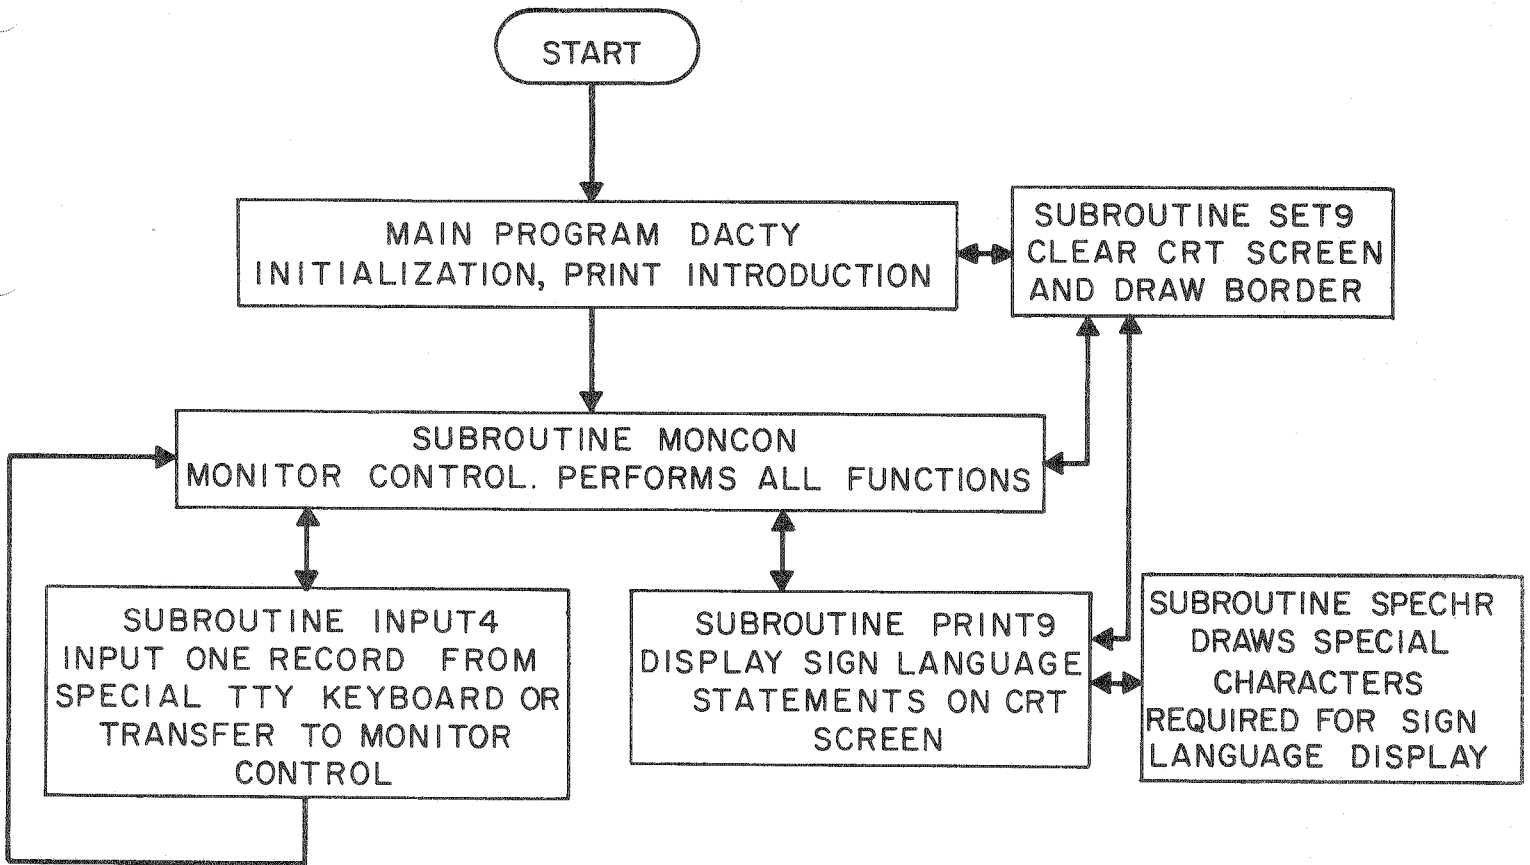 START
MAIN PROGRAM DACTY
INITIALIZATION, PRINT INTRODUCTION
SUBROUTINE SET9
CLEAR CRT SCREEN
AND DRAW BORDER
SUBROUTINE MONCON
MONITOR CONTROL. PERFORMS ALL FUNCTIONS
SUBROUTINE INPUT4
INPUT ONE RECORD FROM
SPECIAL TTY KEYBOARD OR
TRANSFER TO MONITOR
CONTROL
SUBROUTINE PRINT9
DISPLAY SIGN LANGUAGE
STATEMENTS ON CRT
SCREEN
SUBROUTINE SPECHR
DRAWS SPECIAL
CHARACTERS
REQUIRED FOR SIGN
LANGUAGE DISPLAY